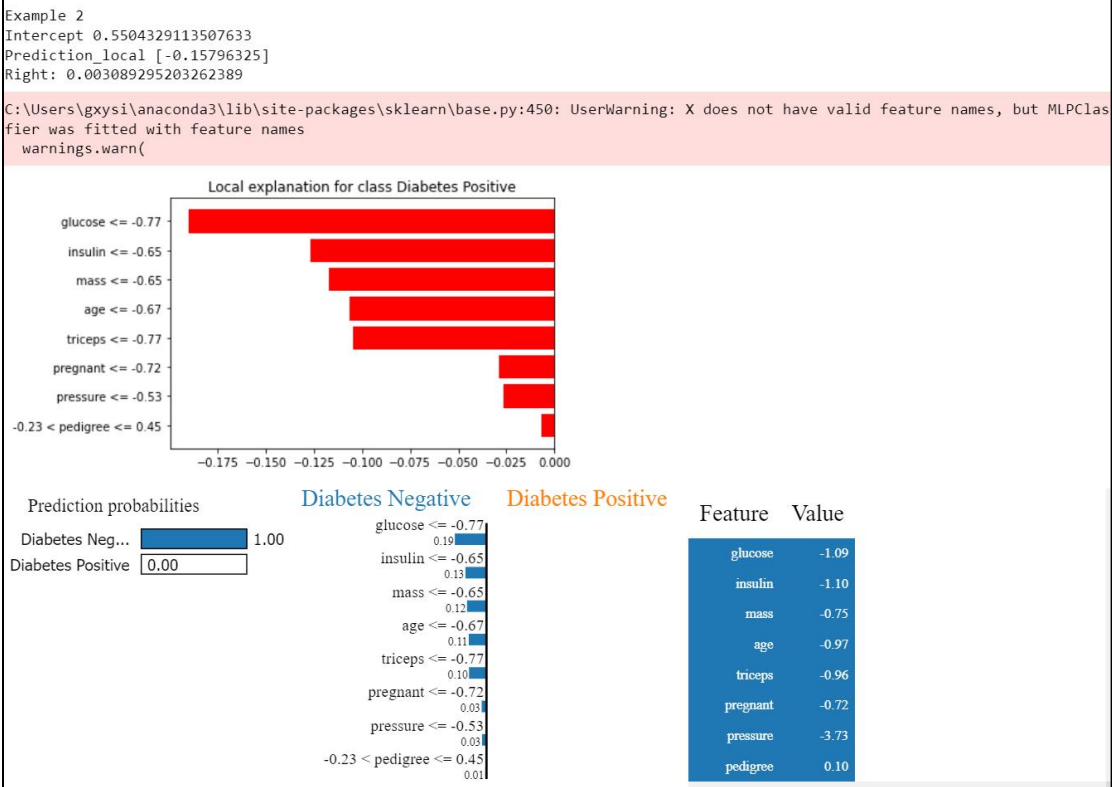 Example 2
Intercept 0.5504329113507633
Prediction_local [-0.15796325]
Right: 0.003089295203262389
C:\Users\gxysi\anaconda3\lib\site-packages\sklearn\base.py:450: UserWarning: X does not have valid feature names, but MLPClas
fier was fitted with feature names
warnings.warn(
Local explanation for class Diabetes Positive
glucose <= -0.77
insulin <= -0.65
mass <= -0.65
age <= -0.67
triceps <= -0.77
pregnant <= -0.72
pressure <= -0.53
-0.23 < pedigree <= 0.45
−0.175 −0.150 −0.125 −0.100 −0.075 −0.050 −0.025 0.000
Prediction probabilities
Diabetes Neg... 1.00
Diabetes Positive 0.00
Diabetes Negative Diabetes Positive
glucose <= -0.77
0.19
insulin <= -0.65
0.13
mass <= -0.65
0.12
age <= -0.67
0.11
triceps <= -0.77
0.10
pregnant <= -0.72
0.03
pressure <= -0.53
0.03
-0.23 < pedigree <= 0.45
0.01
Feature Value
glucose -1.09
insulin -1.10
mass -0.75
age -0.97
triceps -0.96
pregnant -0.72
pressure -3.73
pedigree 0.10